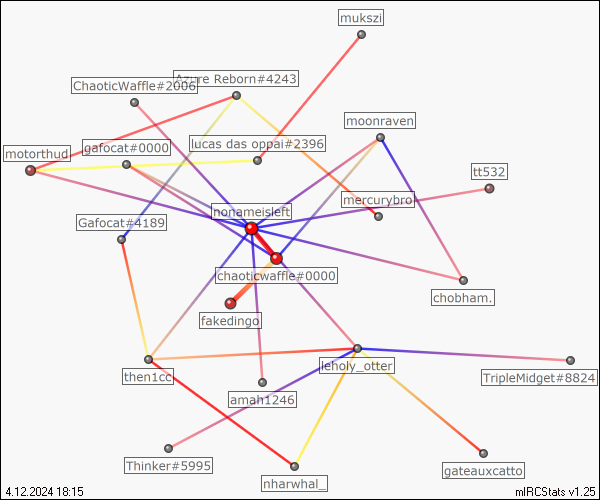 mukszi
ChaoticWaffle#2006
Azure Reborn#4243
moonraven
lucas das oppai#2396
gafocat#0000
motorthud
tt532
mercurybro
nonameisleft
Gafocat#4189
chaoticwaffle#0000
chobham.
fakedingo
leholy_otter
then1cc
TripleMidget#8824
amah1246
Thinker#5995
gateauxcatto
nharwhal_
4.12.2024 18:15
mIRCStats v1.25